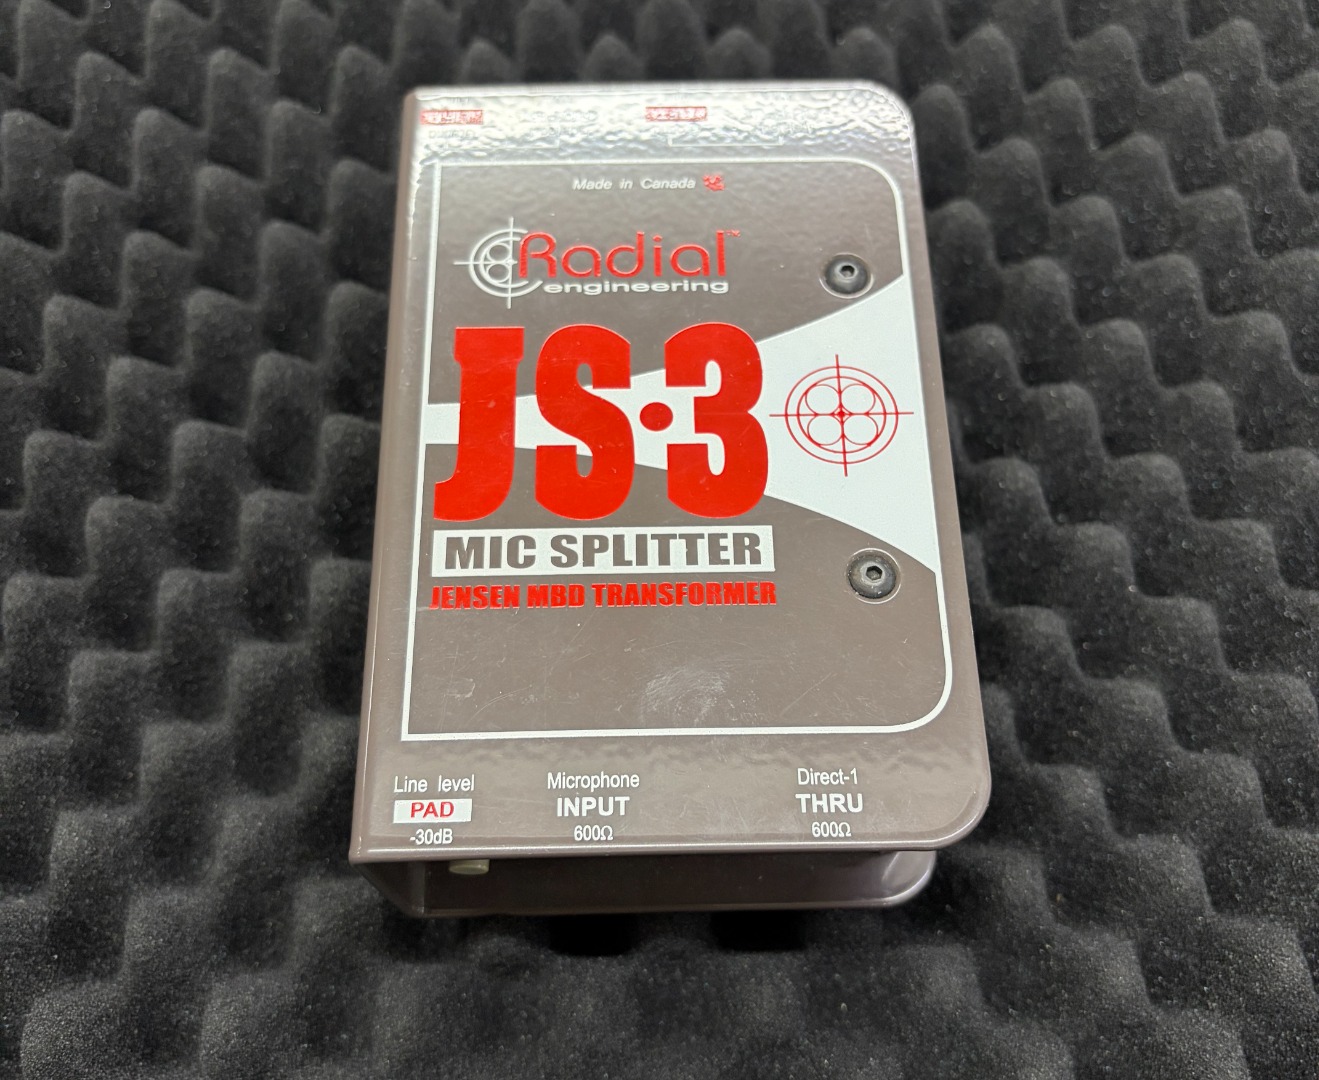 Made in Canada
Radial™
engineering
JS·3
MIC SPLITTER
JENSEN MBD TRANSFORMER
Line level
PAD
-30dB
Microphone
INPUT
600Ω
Direct-1
THRU
600Ω